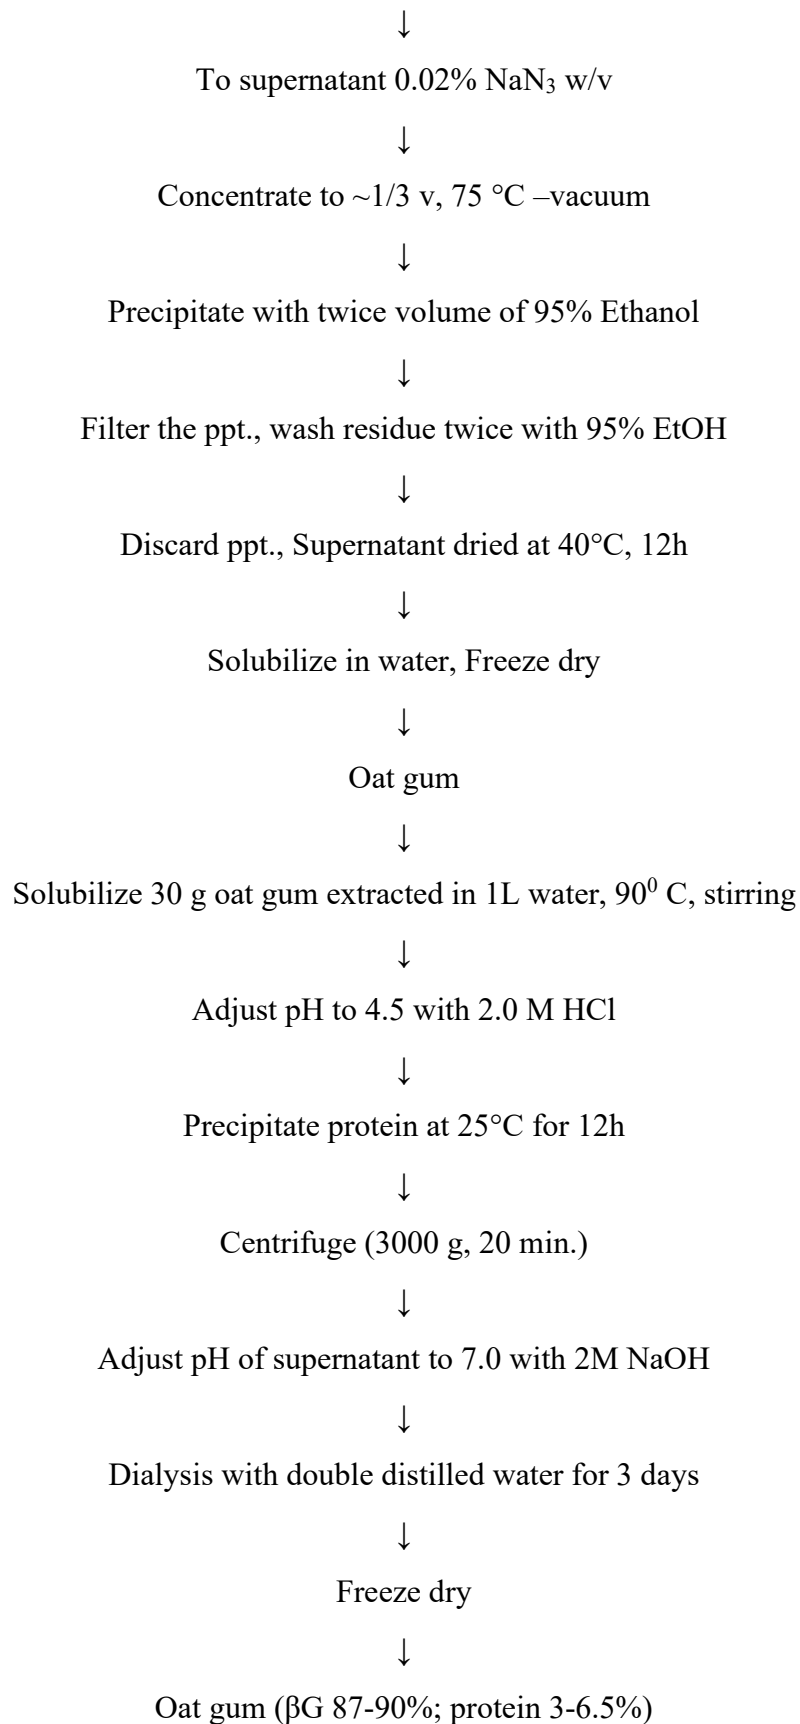 ↓
To supernatant 0.02% NaN₃ w/v
↓
Concentrate to ~1/3 v, 75 °C –vacuum
↓
Precipitate with twice volume of 95% Ethanol
↓
Filter the ppt., wash residue twice with 95% EtOH
↓
Discard ppt., Supernatant dried at 40°C, 12h
↓
Solubilize in water, Freeze dry
↓
Oat gum
↓
Solubilize 30 g oat gum extracted in 1L water, 90⁰ C, stirring
↓
Adjust pH to 4.5 with 2.0 M HCl
↓
Precipitate protein at 25°C for 12h
↓
Centrifuge (3000 g, 20 min.)
↓
Adjust pH of supernatant to 7.0 with 2M NaOH
↓
Dialysis with double distilled water for 3 days
↓
Freeze dry
↓
Oat gum (βG 87-90%; protein 3-6.5%)